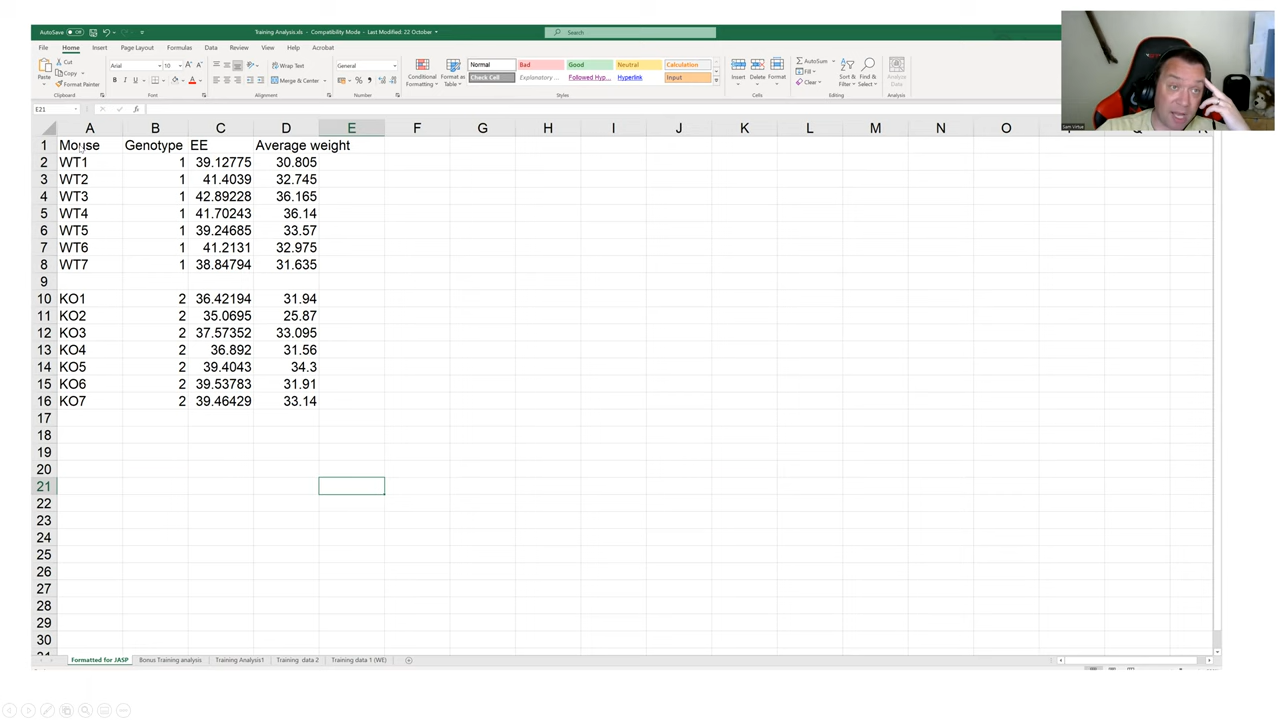 AutoSave Off Training Analysis.xls - Compatibility Mode - Last Modified: 22 October Search
File Home Insert Page Layout Formulas Data Review View Help Acrobat
Paste Cut Copy Format Painter
Arial 10
Wrap Text General
Merge & Center
Conditional Formatting Format as Table
Normal Bad Good Neutral Calculation
Check Cell Explanatory ... Followed Hyp... Hyperlink Input
Insert Delete Format
AutoSum Fill Clear
Sort & Filter Find & Select Analyze Data
Clipboard Font Alignment Number Styles Cells Editing Analysis
E21 fx
A B C D E F G H I J K L M N O
1 Mouse Genotype EE Average weight
2 WT1 1 39.12775 30.805
3 WT2 1 41.4039 32.745
4 WT3 1 42.89228 36.165
5 WT4 1 41.70243 36.14
6 WT5 1 39.24685 33.57
7 WT6 1 41.2131 32.975
8 WT7 1 38.84794 31.635
9
10 KO1 2 36.42194 31.94
11 KO2 2 35.0695 25.87
12 KO3 2 37.57352 33.095
13 KO4 2 36.892 31.56
14 KO5 2 39.4043 34.3
15 KO6 2 39.53783 31.91
16 KO7 2 39.46429 33.14
17
18
19
20
21
22
23
24
25
26
27
28
29
30
Formatted for JASP Bonus Training analysis Training Analysis1 Training data 2 Training data 1 (WE)
Sam Virtue